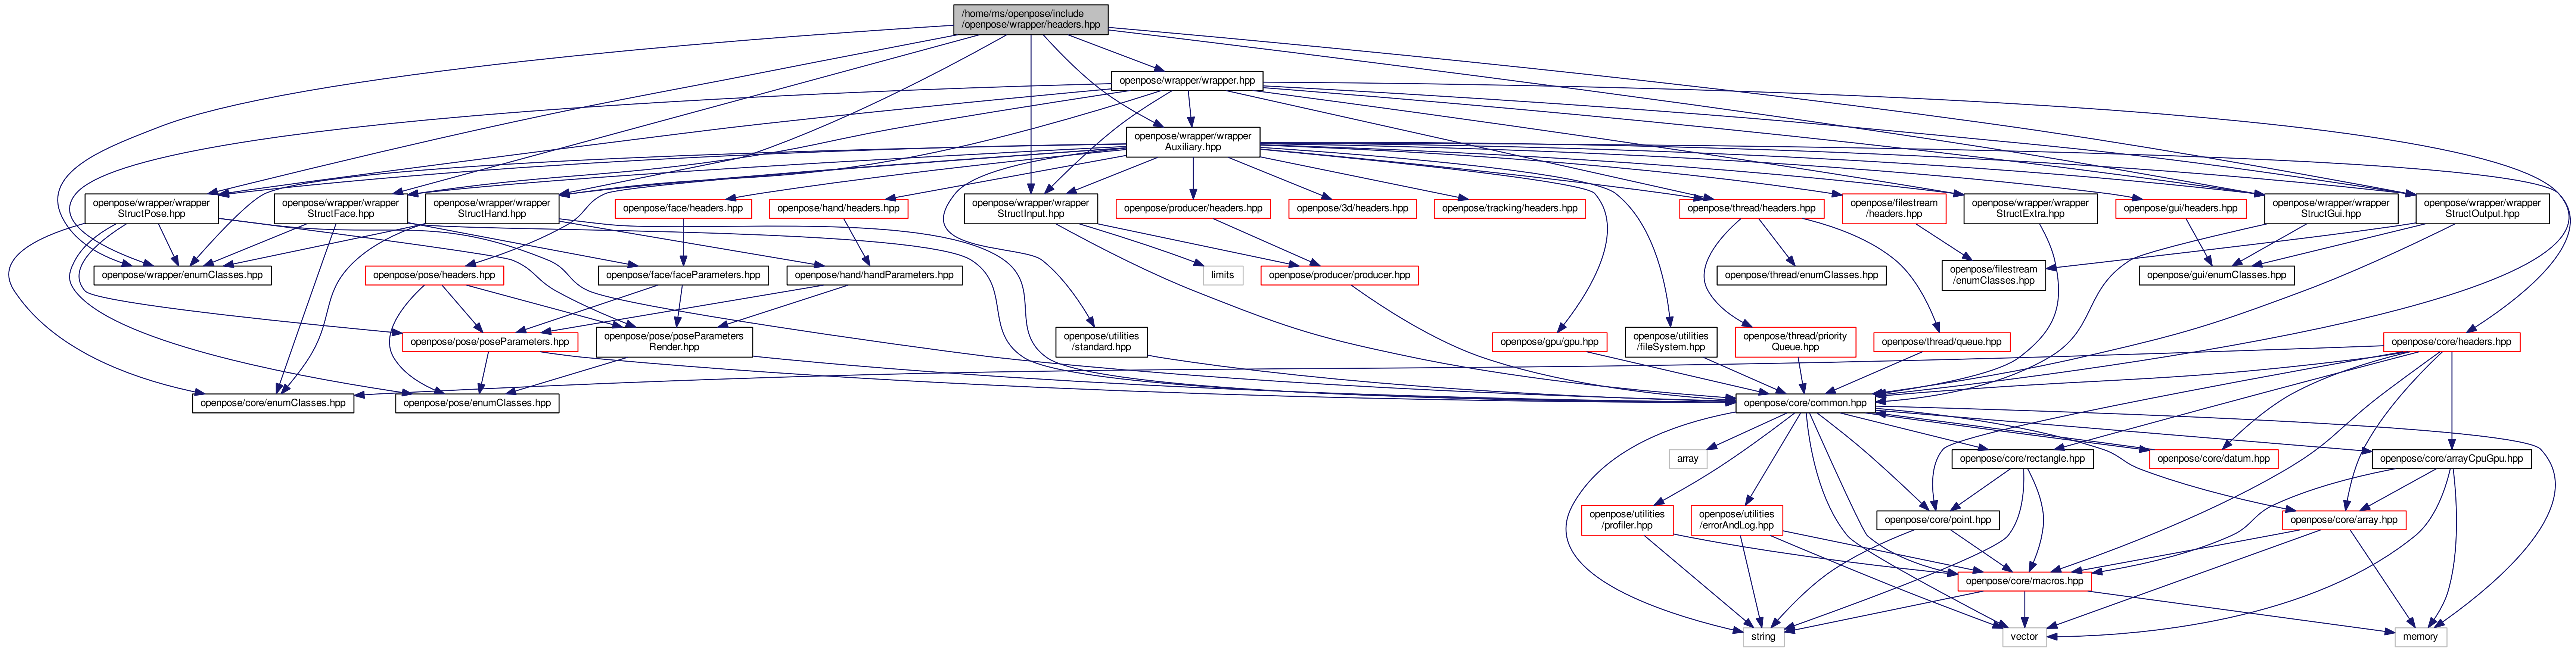 /home/ms/openpose/include
/openpose/wrapper/headers.hpp
openpose/wrapper/wrapper.hpp
openpose/wrapper/wrapper
Auxiliary.hpp
openpose/wrapper/wrapper
StructPose.hpp
openpose/wrapper/wrapper
StructFace.hpp
openpose/wrapper/wrapper
StructHand.hpp
openpose/face/headers.hpp
openpose/hand/headers.hpp
openpose/wrapper/wrapper
StructInput.hpp
openpose/producer/headers.hpp
openpose/3d/headers.hpp
openpose/tracking/headers.hpp
openpose/thread/headers.hpp
openpose/filestream
/headers.hpp
openpose/wrapper/wrapper
StructExtra.hpp
openpose/gui/headers.hpp
openpose/wrapper/wrapper
StructGui.hpp
openpose/wrapper/wrapper
StructOutput.hpp
openpose/wrapper/enumClasses.hpp
openpose/pose/headers.hpp
openpose/face/faceParameters.hpp
openpose/hand/handParameters.hpp
limits
openpose/producer/producer.hpp
openpose/thread/enumClasses.hpp
openpose/filestream
/enumClasses.hpp
openpose/gui/enumClasses.hpp
openpose/pose/poseParameters.hpp
openpose/pose/poseParameters
Render.hpp
openpose/utilities
/standard.hpp
openpose/gpu/gpu.hpp
openpose/utilities
/fileSystem.hpp
openpose/thread/priority
Queue.hpp
openpose/thread/queue.hpp
openpose/core/headers.hpp
openpose/core/enumClasses.hpp
openpose/pose/enumClasses.hpp
openpose/core/common.hpp
array
openpose/core/rectangle.hpp
openpose/core/datum.hpp
openpose/core/arrayCpuGpu.hpp
openpose/utilities
/profiler.hpp
openpose/utilities
/errorAndLog.hpp
openpose/core/point.hpp
openpose/core/array.hpp
openpose/core/macros.hpp
string
vector
memory